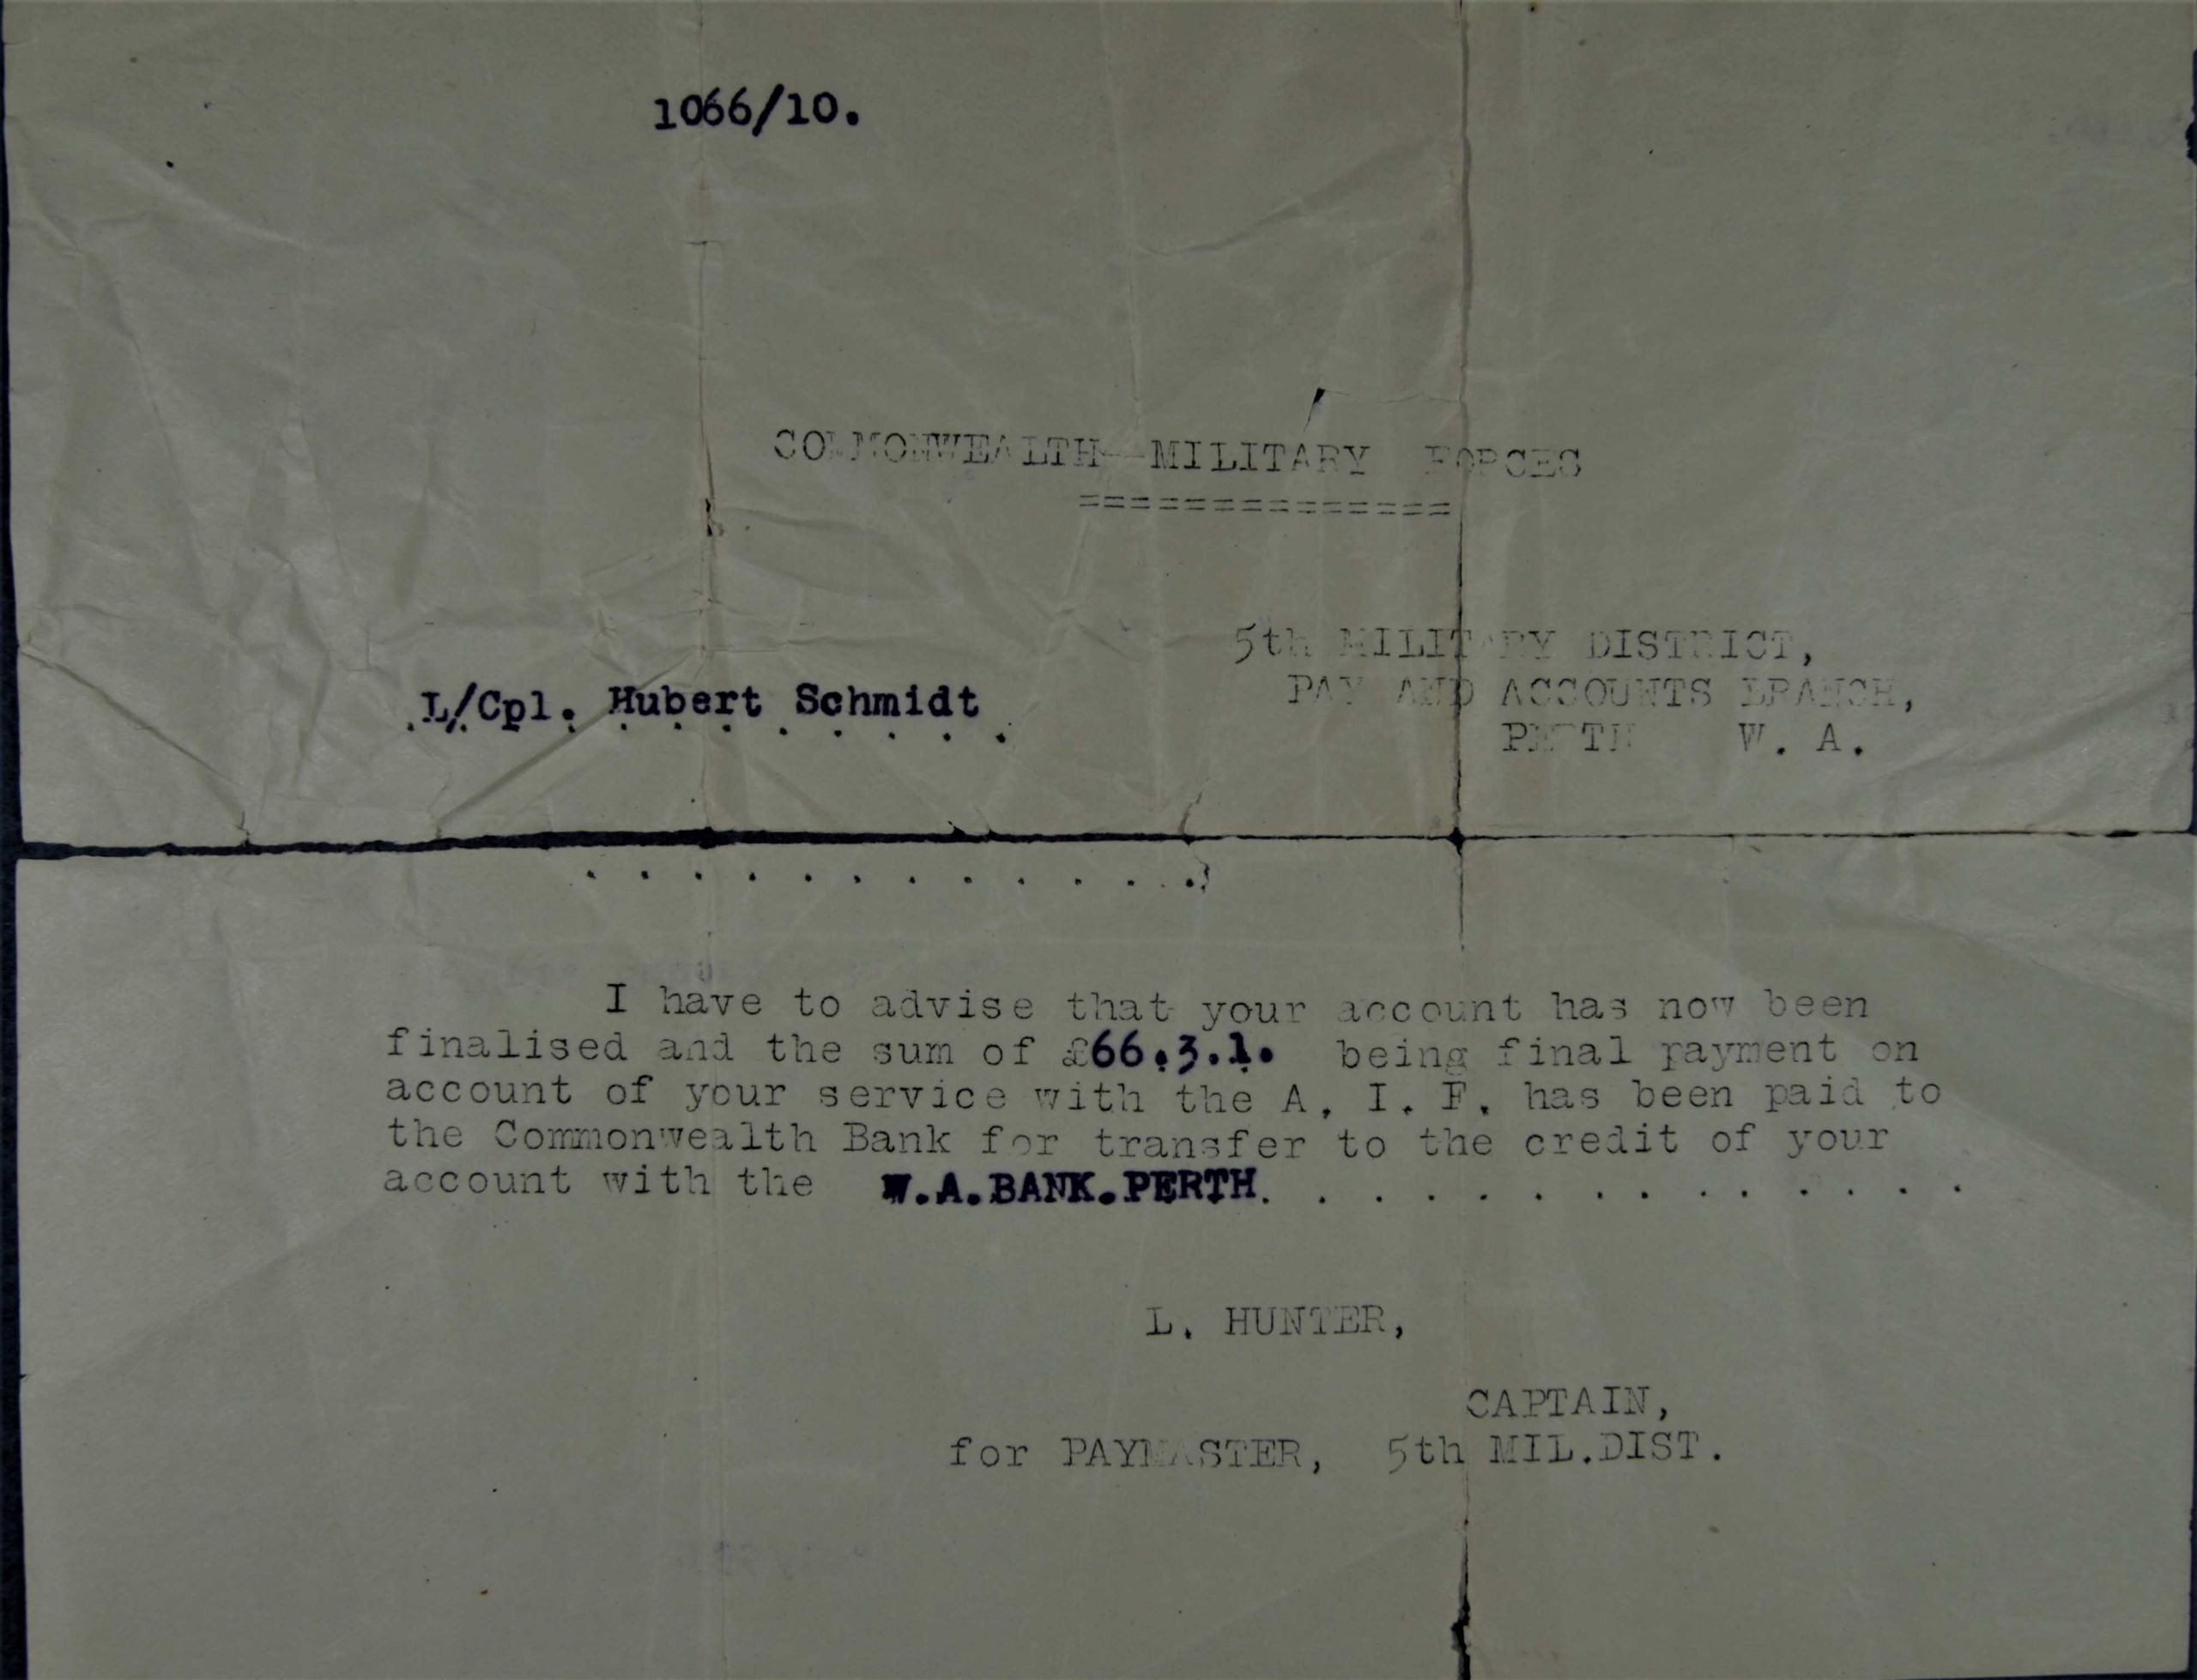 1066/10.
COMMONWEALTH MILITARY FORCES
==============
5th MILITARY DISTRICT,
PAY AND ACCOUNTS BRANCH,
PERTH W. A.
L/Cpl. Hubert Schmidt
. . . . . . . . . . . . .
I have to advise that your account has now been
finalised and the sum of £66.3.1. being final payment on
account of your service with the A. I. F. has been paid to
the Commonwealth Bank for transfer to the credit of your
account with the W.A.BANK.PERTH. . . . . . . . . . . . . .
L. HUNTER,
CAPTAIN,
for PAYMASTER, 5th MIL.DIST.